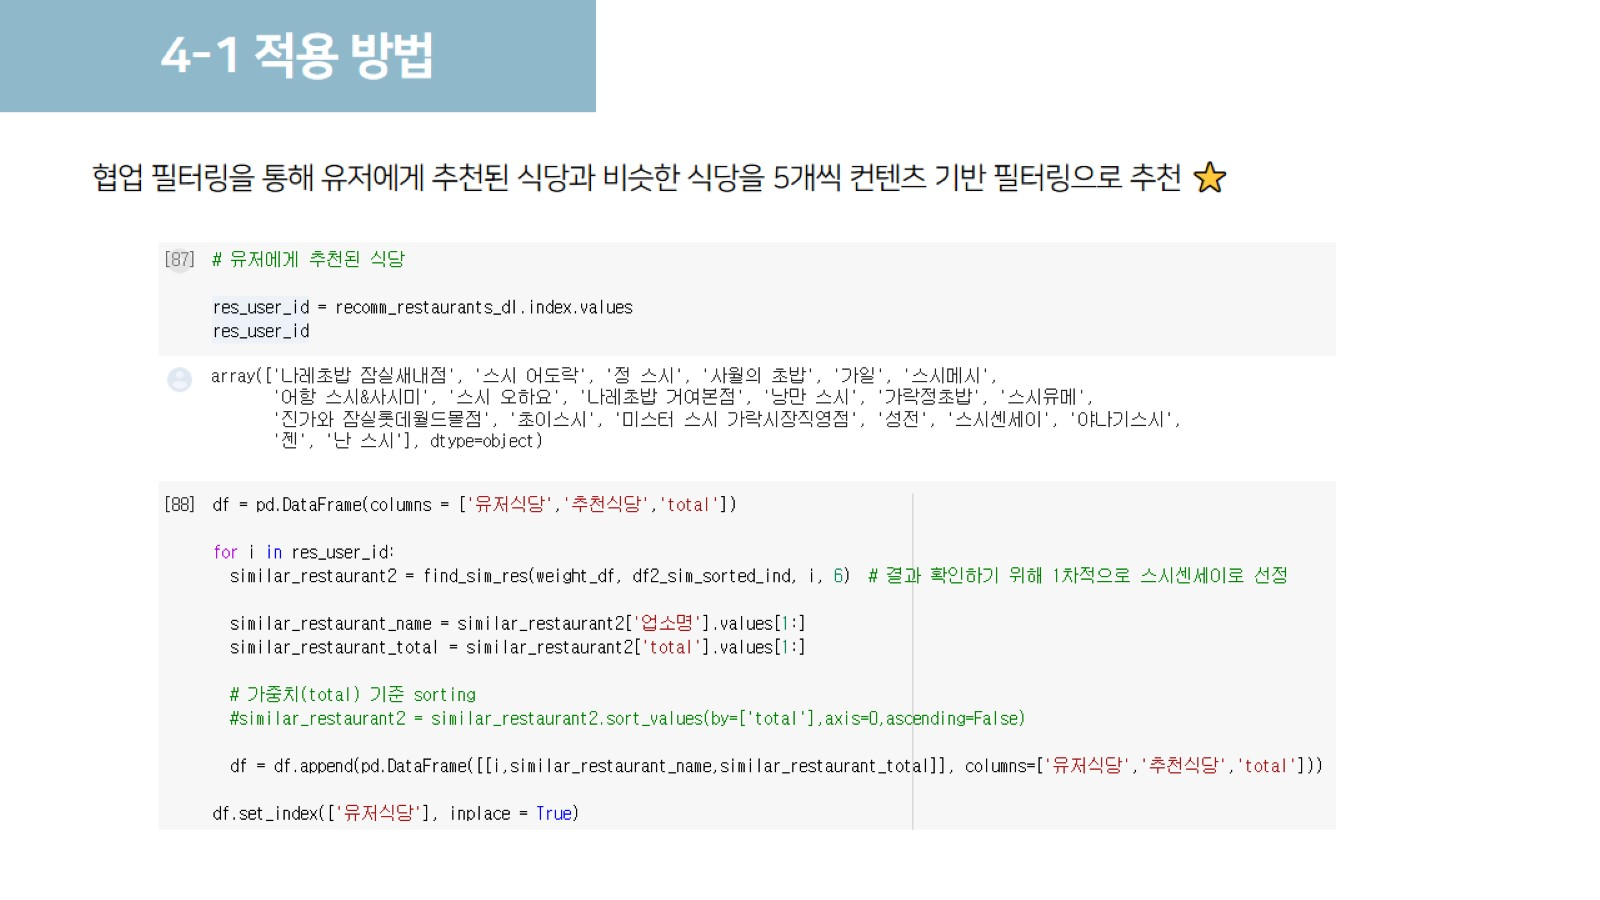 4-1 적용 방법
협업 필터링을 통해 유저에게 추천된 식당과 비슷한 식당을 5개씩 컨텐츠 기반 필터링으로 추천 ⭐
[87] # 유저에게 추천된 식당
res_user_id = recomm_restaurants_dl.index.values
res_user_id
array(['나레초밥 잠실새내점', '스시 어도락', '정 스시', '사월의 초밥', '가일', '스시메시',
'어항 스시&사시미', '스시 오하요', '나레초밥 거여본점', '낭만 스시', '가락정초밥', '스시유메',
'진가와 잠실롯데월드몰점', '초이스시', '미스터 스시 가락시장직영점', '성전', '스시센세이', '야나기스시',
'젠', '난 스시'], dtype=object)
[88] df = pd.DataFrame(columns = ['유저식당','추천식당','total'])
for i in res_user_id:
similar_restaurant2 = find_sim_res(weight_df, df2_sim_sorted_ind, i, 6) # 결과 확인하기 위해 1차적으로 스시센세이로 선정
similar_restaurant_name = similar_restaurant2['업소명'].values[1:]
similar_restaurant_total = similar_restaurant2['total'].values[1:]
# 가중치(total) 기준 sorting
#similar_restaurant2 = similar_restaurant2.sort_values(by=['total'],axis=0,ascending=False)
df = df.append(pd.DataFrame([[i,similar_restaurant_name,similar_restaurant_total]], columns=['유저식당','추천식당','total']))
df.set_index(['유저식당'], inplace = True)